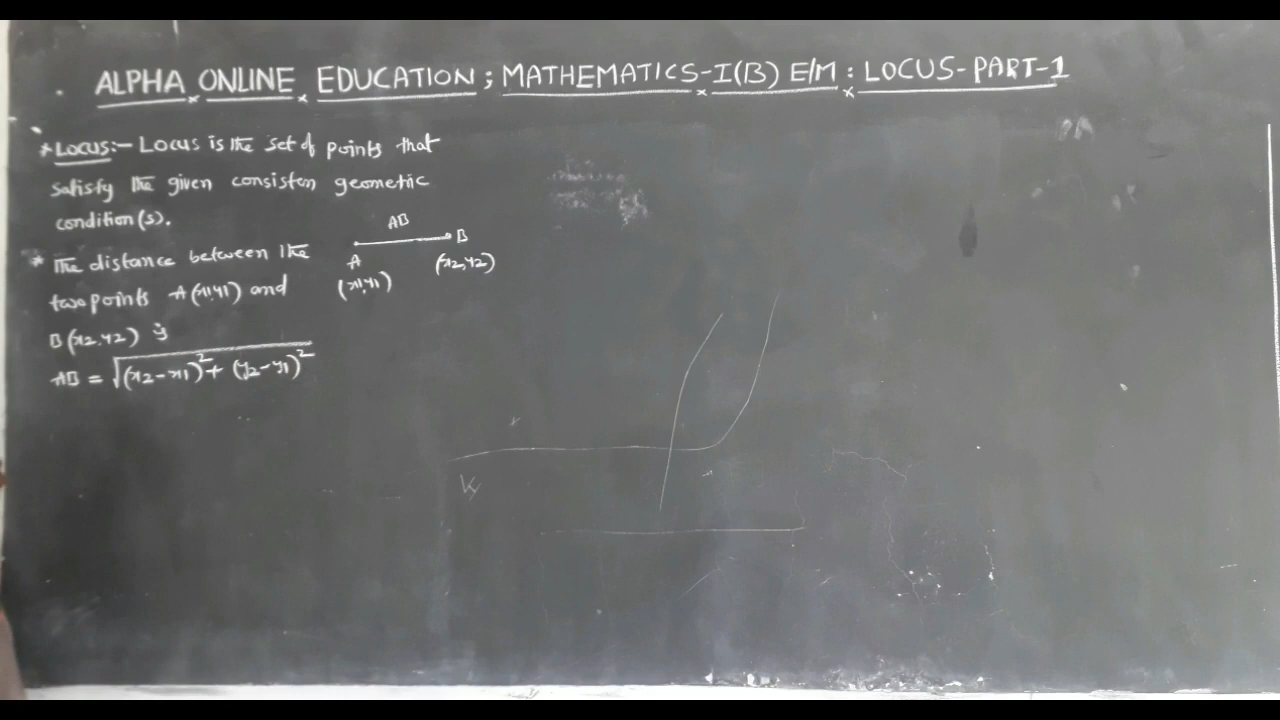 ALPHA ONLINE EDUCATION ; MATHEMATICS-I(B) E/M : LOCUS-PART-1
* LOCUS:- Locus is the set of points that
satisfy the given consisten geometic
condition(s).
* The distance between the
two points A(x1,y1) and
B(x2,y2) is
AB = √(x2-x1)²+(y2-y1)²
AB
A
B
(x1,y1)
(x2,y2)